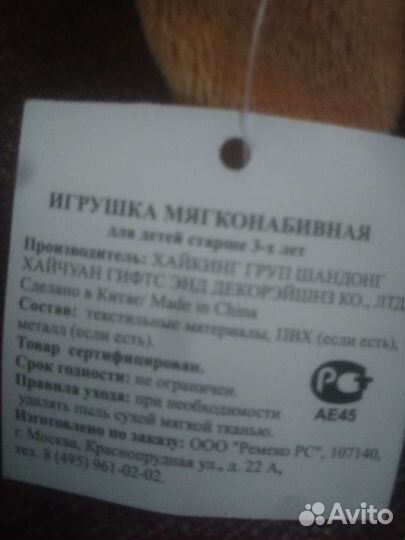 ИГРУШКА МЯГКОНАБИВНАЯ
для детей старше 3-х лет
Производитель: ХАЙКИНГ ГРУП ШАНДОНГ
ХАЙЧУАН ГИФТС ЭНД ДЕКОРЭЙШНЗ КО., ЛТД
Сделано в Китае/ Made in China
Состав: текстильные материалы, ПВХ (если есть),
металл (если есть).
Товар сертифицирован.
Срок годности: не ограничен.
Правила ухода: при необходимости
удалять пыль сухой мягкой тканью.
Изготовлено по заказу: ООО "Ремеко РС", 107140,
г. Москва, Краснопрудная ул., д. 22 А,
тел. 8 (495) 961-02-02.
РСТ
АЕ45
Avito